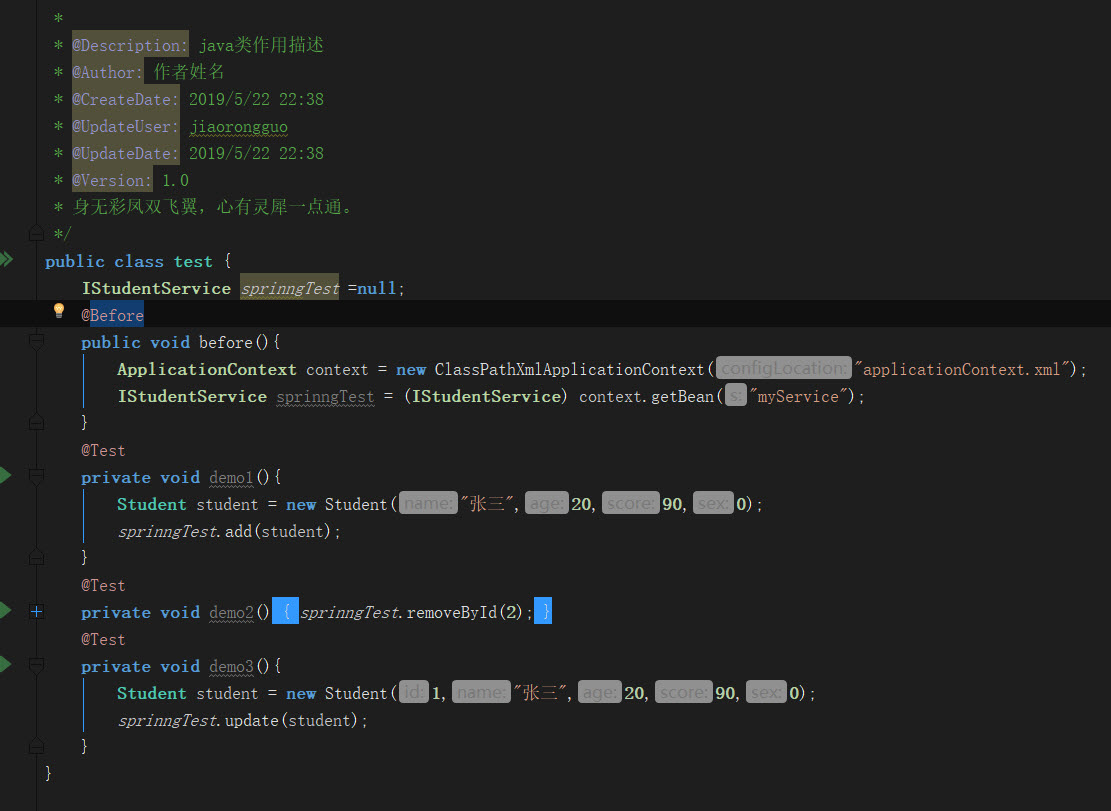 *
* @Description: java类作用描述
* @Author: 作者姓名
* @CreateDate: 2019/5/22 22:38
* @UpdateUser: jiaorongguo
* @UpdateDate: 2019/5/22 22:38
* @Version: 1.0
* 身无彩凤双飞翼，心有灵犀一点通。
*/
public class test {
IStudentService sprinngTest =null;
@Before
public void before(){
ApplicationContext context = new ClassPathXmlApplicationContext( configLocation: "applicationContext.xml");
IStudentService sprinngTest = (IStudentService) context.getBean( s: "myService");
}
@Test
private void demo1(){
Student student = new Student( name: "张三", age: 20, score: 90, sex: 0);
sprinngTest.add(student);
}
@Test
private void demo2() { sprinngTest.removeById(2); }
@Test
private void demo3(){
Student student = new Student( id: 1, name: "张三", age: 20, score: 90, sex: 0);
sprinngTest.update(student);
}
}